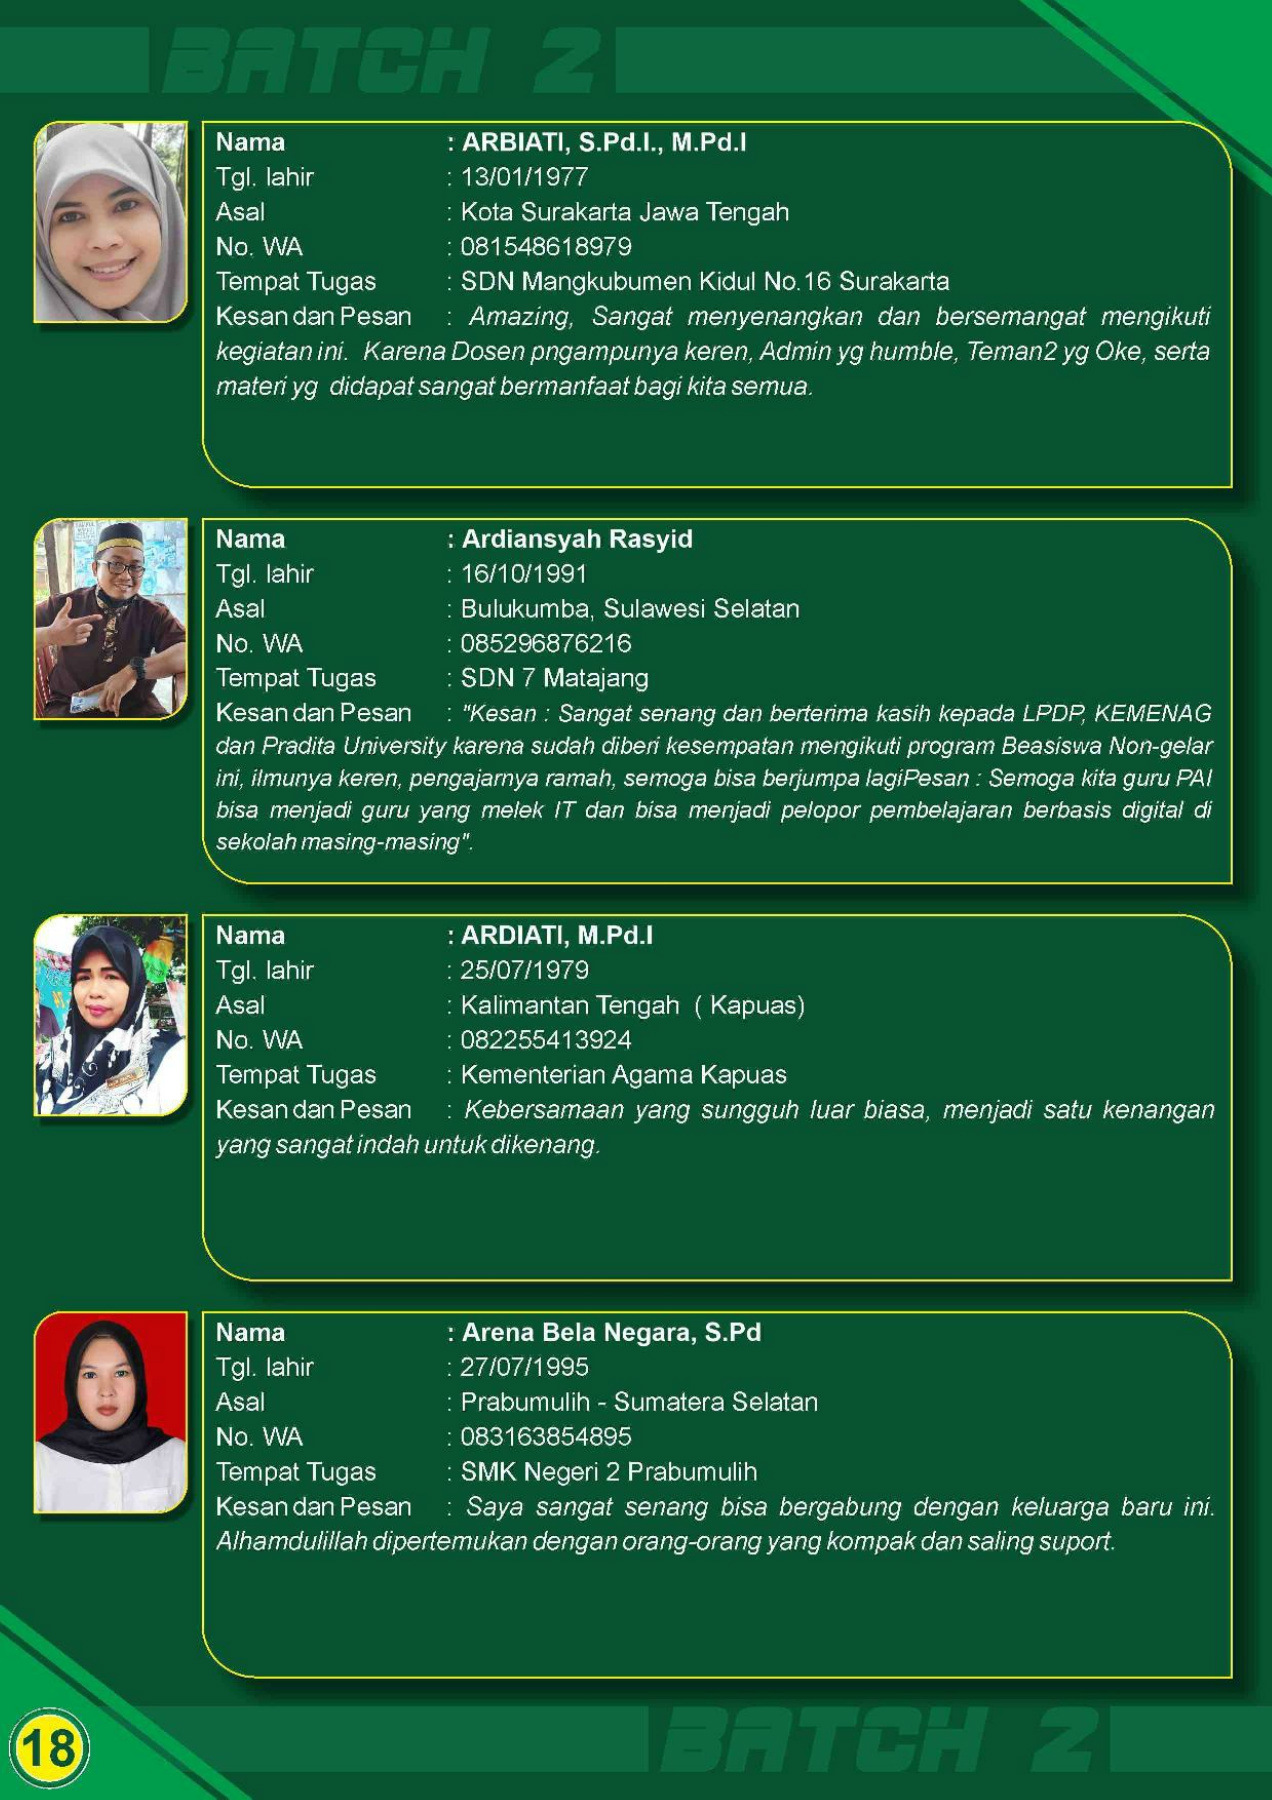 BATCH 2
Nama : ARBIATI, S.Pd.I., M.Pd.I
Tgl. lahir : 13/01/1977
Asal : Kota Surakarta Jawa Tengah
No. WA : 081548618979
Tempat Tugas : SDN Mangkubumen Kidul No.16 Surakarta
Kesan dan Pesan : Amazing, Sangat menyenangkan dan bersemangat mengikuti
kegiatan ini. Karena Dosen pngampunya keren, Admin yg humble, Teman2 yg Oke, serta
materi yg didapat sangat bermanfaat bagi kita semua.
Nama : Ardiansyah Rasyid
Tgl. lahir : 16/10/1991
Asal : Bulukumba, Sulawesi Selatan
No. WA : 085296876216
Tempat Tugas : SDN 7 Matajang
Kesan dan Pesan : "Kesan : Sangat senang dan berterima kasih kepada LPDP, KEMENAG
dan Pradita University karena sudah diberi kesempatan mengikuti program Beasiswa Non-gelar
ini, ilmunya keren, pengajarnya ramah, semoga bisa berjumpa lagiPesan : Semoga kita guru PAI
bisa menjadi guru yang melek IT dan bisa menjadi pelopor pembelajaran berbasis digital di
sekolah masing-masing".
Nama : ARDIATI, M.Pd.I
Tgl. lahir : 25/07/1979
Asal : Kalimantan Tengah ( Kapuas)
No. WA : 082255413924
Tempat Tugas : Kementerian Agama Kapuas
Kesan dan Pesan : Kebersamaan yang sungguh luar biasa, menjadi satu kenangan
yang sangat indah untuk dikenang.
Nama : Arena Bela Negara, S.Pd
Tgl. lahir : 27/07/1995
Asal : Prabumulih - Sumatera Selatan
No. WA : 083163854895
Tempat Tugas : SMK Negeri 2 Prabumulih
Kesan dan Pesan : Saya sangat senang bisa bergabung dengan keluarga baru ini.
Alhamdulillah dipertemukan dengan orang-orang yang kompak dan saling suport.
18
BATCH 2